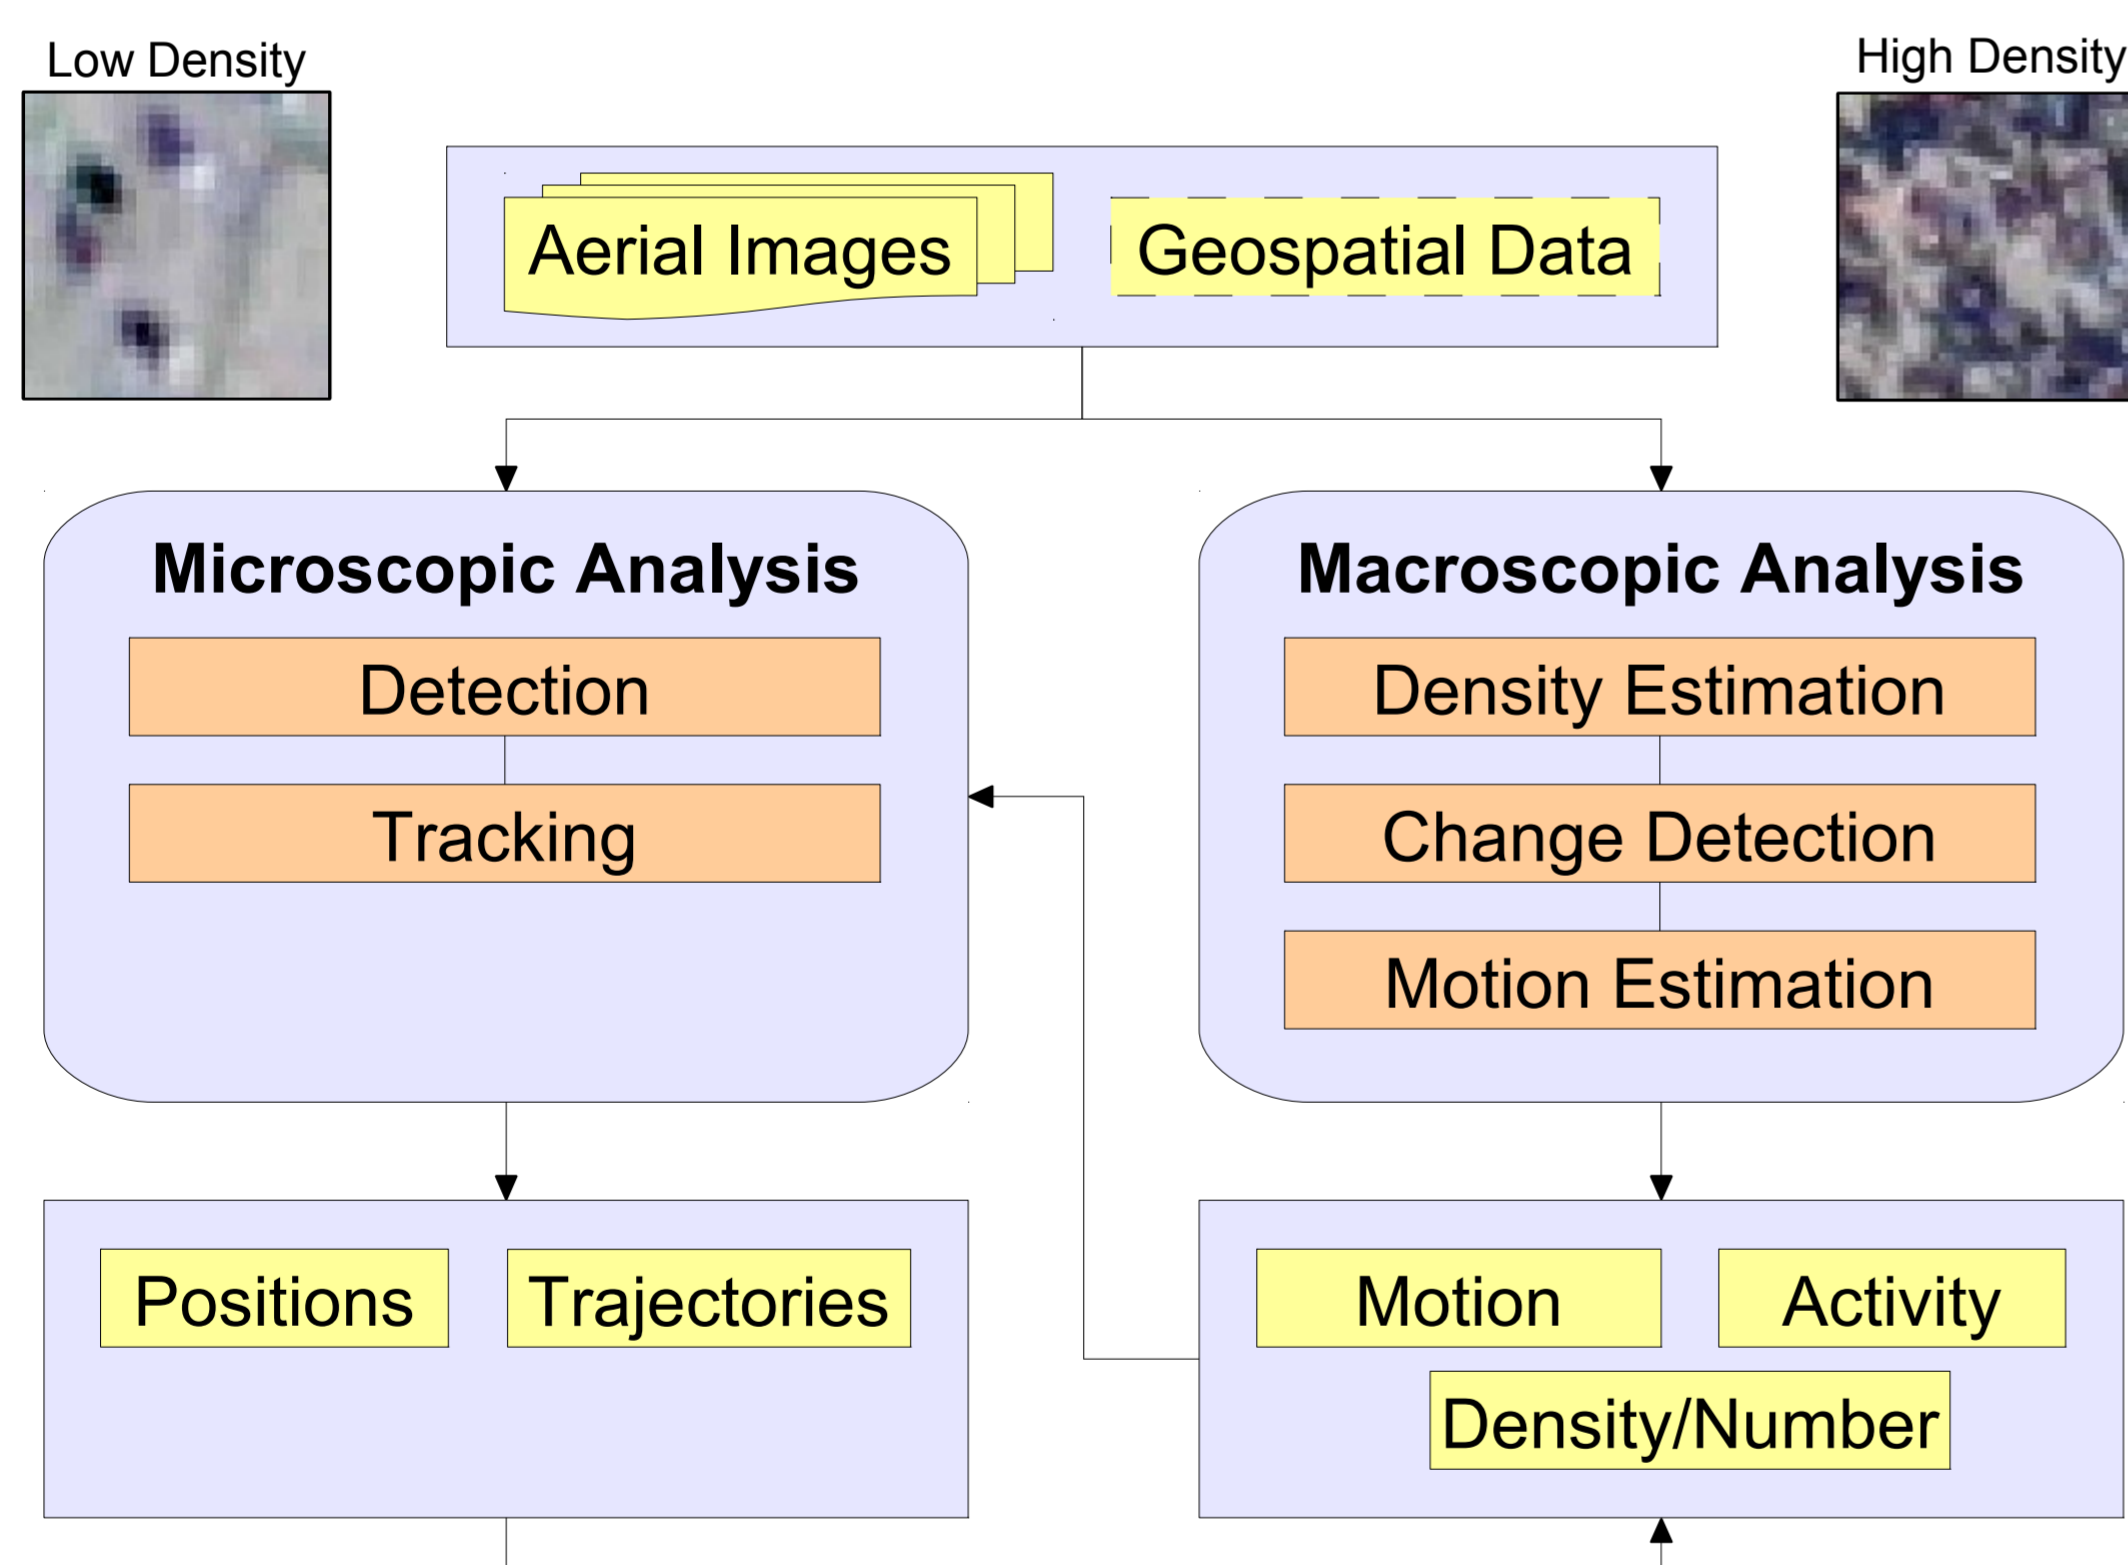 Low Density
High Density
Aerial Images
Geospatial Data
Microscopic Analysis
Detection
Tracking
Macroscopic Analysis
Density Estimation
Change Detection
Motion Estimation
Positions
Trajectories
Motion
Activity
Density/Number